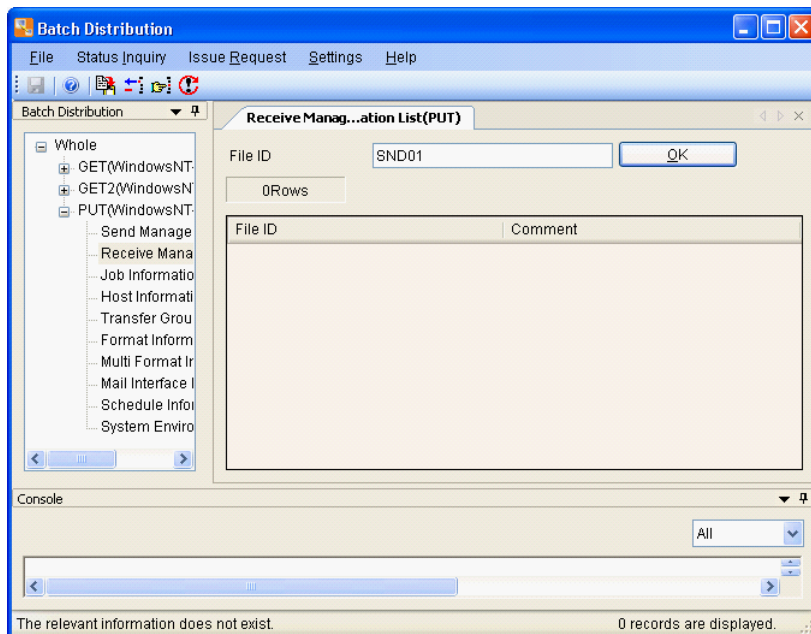 Batch Distribution
File Status Inquiry Issue Request Settings Help
Batch Distribution
Whole
GET(WindowsNT-
GET2(WindowsN
PUT(WindowsNT-
Send Manage
Receive Mana
Job Informatio
Host Informati
Transfer Grou
Format Inform
Multi Format Ir
Mail Interface I
Schedule Infor
System Enviro
Receive Manag...ation List(PUT)
File ID SND01 OK
0Rows
File ID Comment
Console
All
The relevant information does not exist. 0 records are displayed.